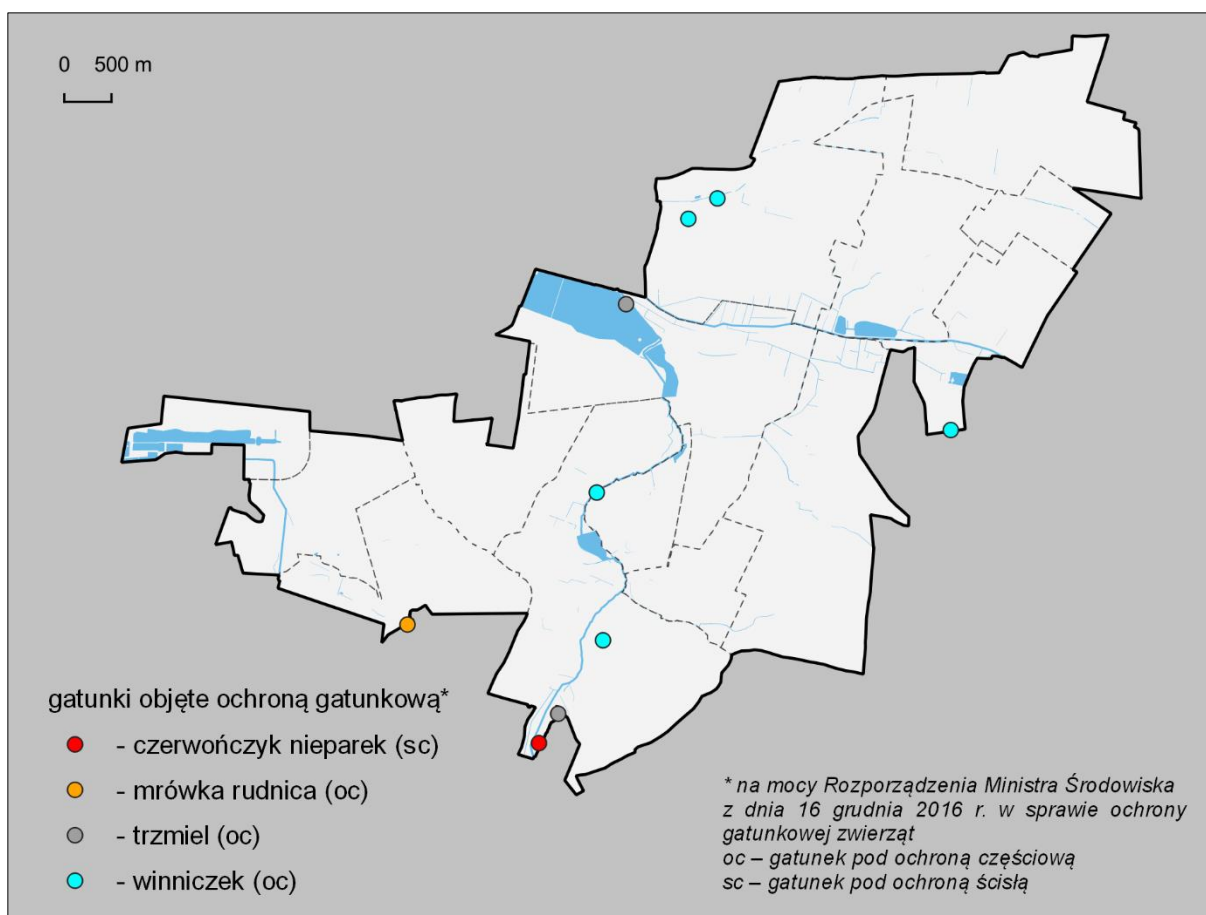 0 500 m
gatunki objęte ochroną gatunkową*
- czerwończyk nieparek (sc)
- mrówka rudnica (oc)
- trzmiel (oc)
- winniczek (oc)
* na mocy Rozporządzenia Ministra Środowiska
z dnia 16 grudnia 2016 r. w sprawie ochrony
gatunkowej zwierząt
oc – gatunek pod ochroną częściową
sc – gatunek pod ochroną ścisłą